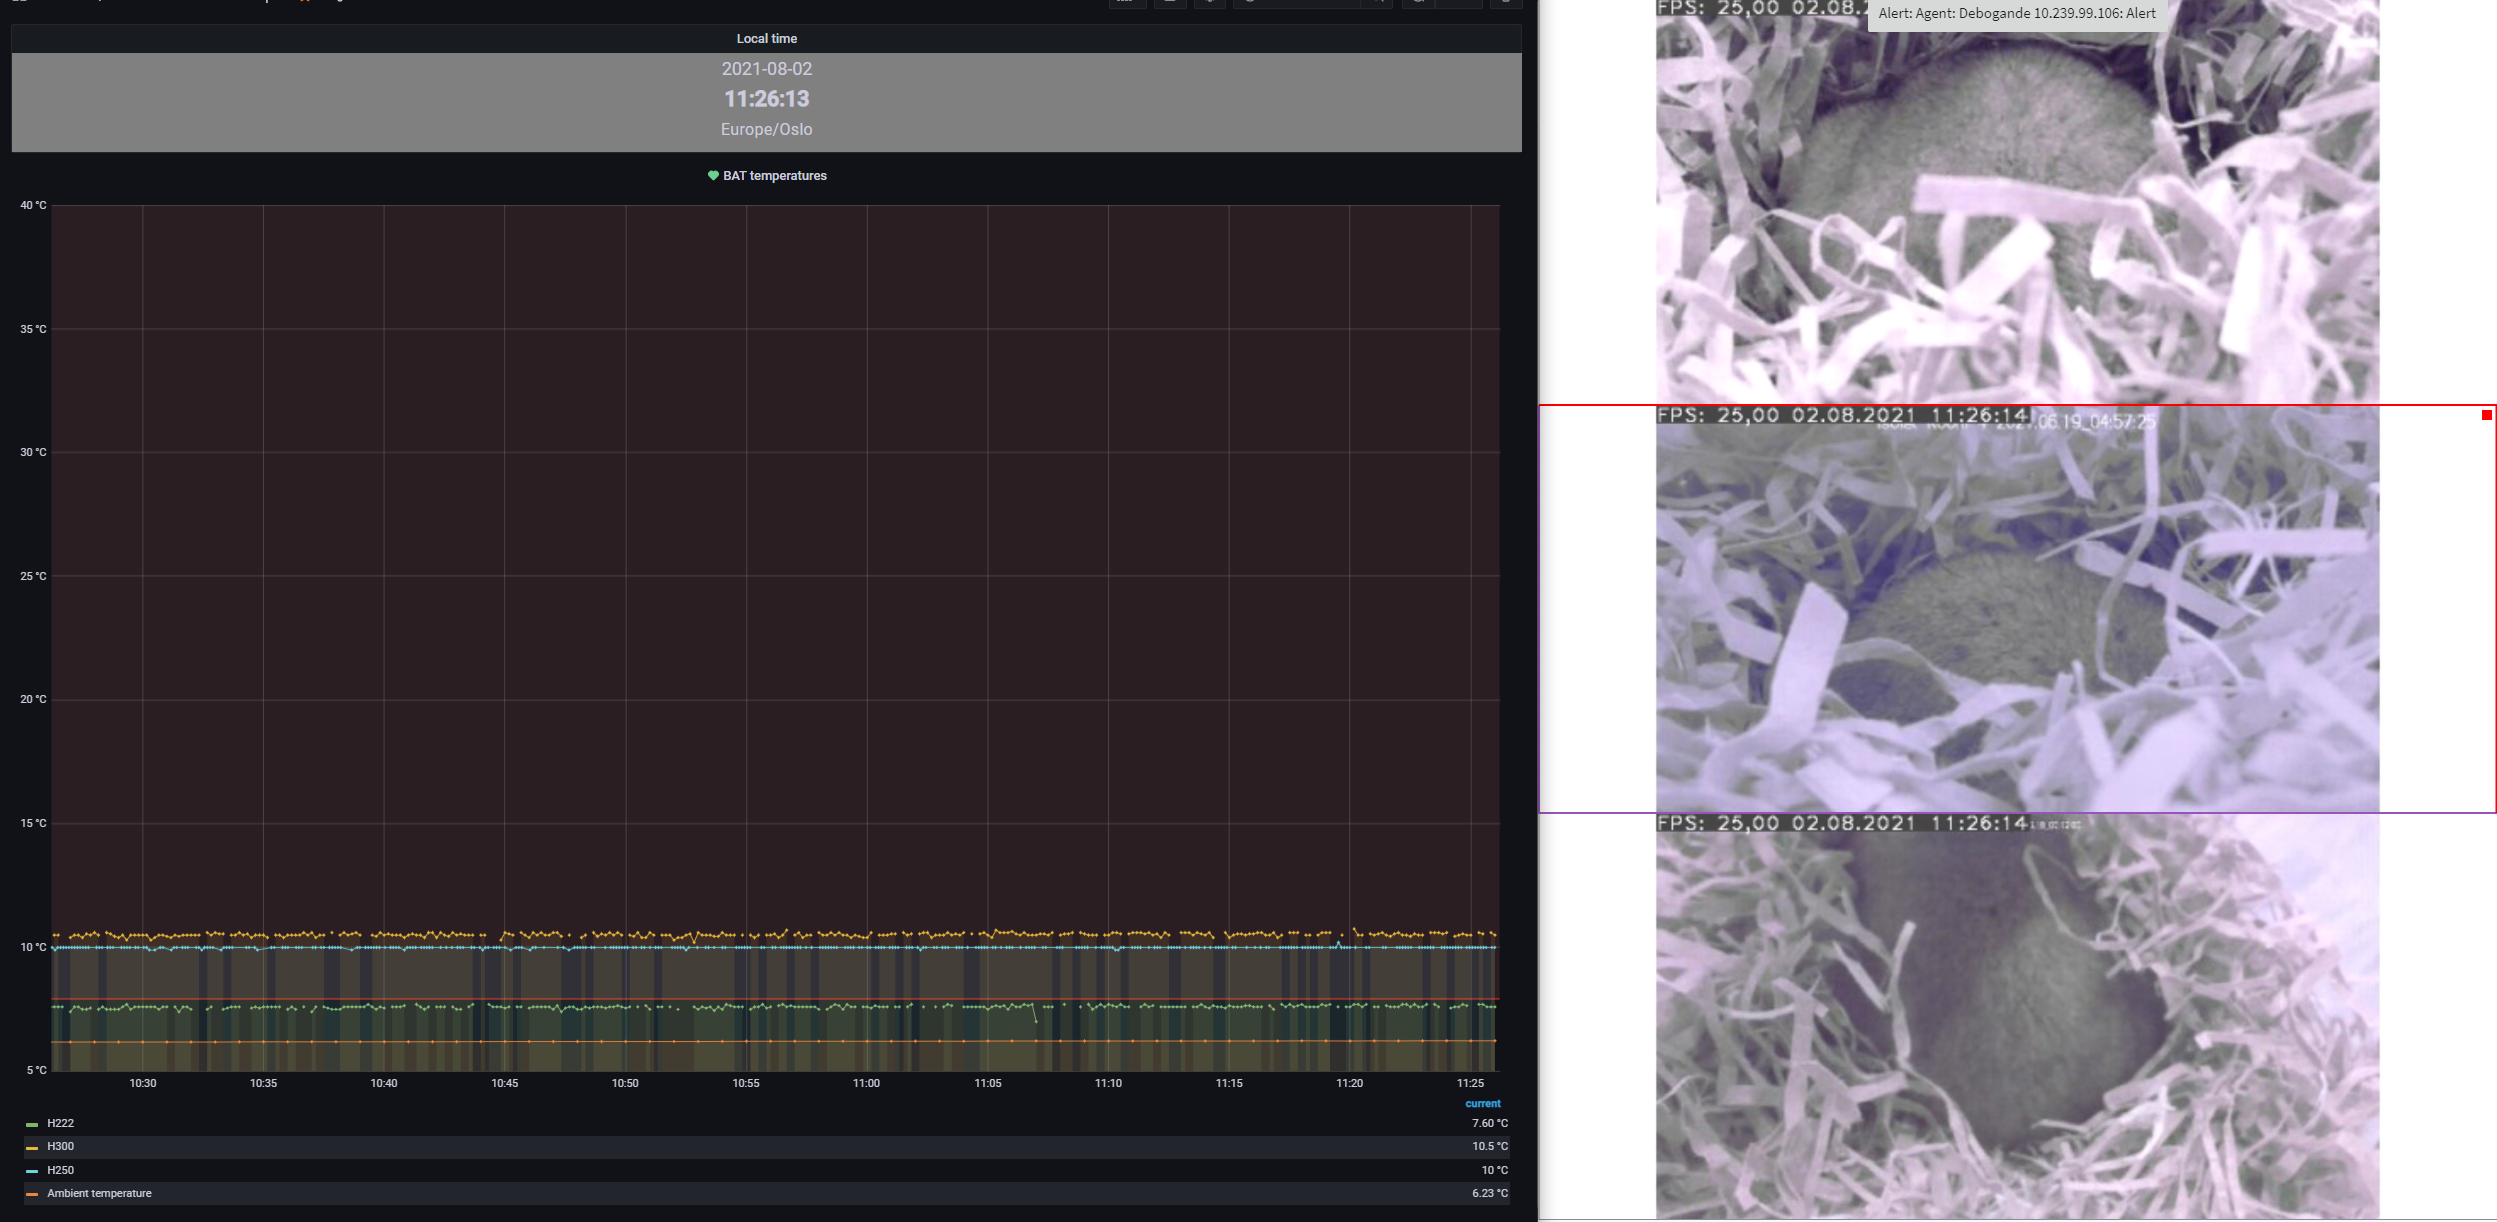 Local time
2021-08-02
11:26:13
Europe/Oslo
BAT temperatures
40 °C
35 °C
30 °C
25 °C
20 °C
15 °C
10 °C
5 °C
10:30 10:35 10:40 10:45 10:50 10:55 11:00 11:05 11:10 11:15 11:20 11:25
current
H222 7.60 °C
H300 10.5 °C
H250 10 °C
Ambient temperature 6.23 °C
FPS: 25,00 02.08.
Alert: Agent: Debogande 10.239.99.106: Alert
FPS: 25,00 02.08.2021 11:26:14
.06.19_04:57:25
FPS: 25,00 02.08.2021 11:26:14